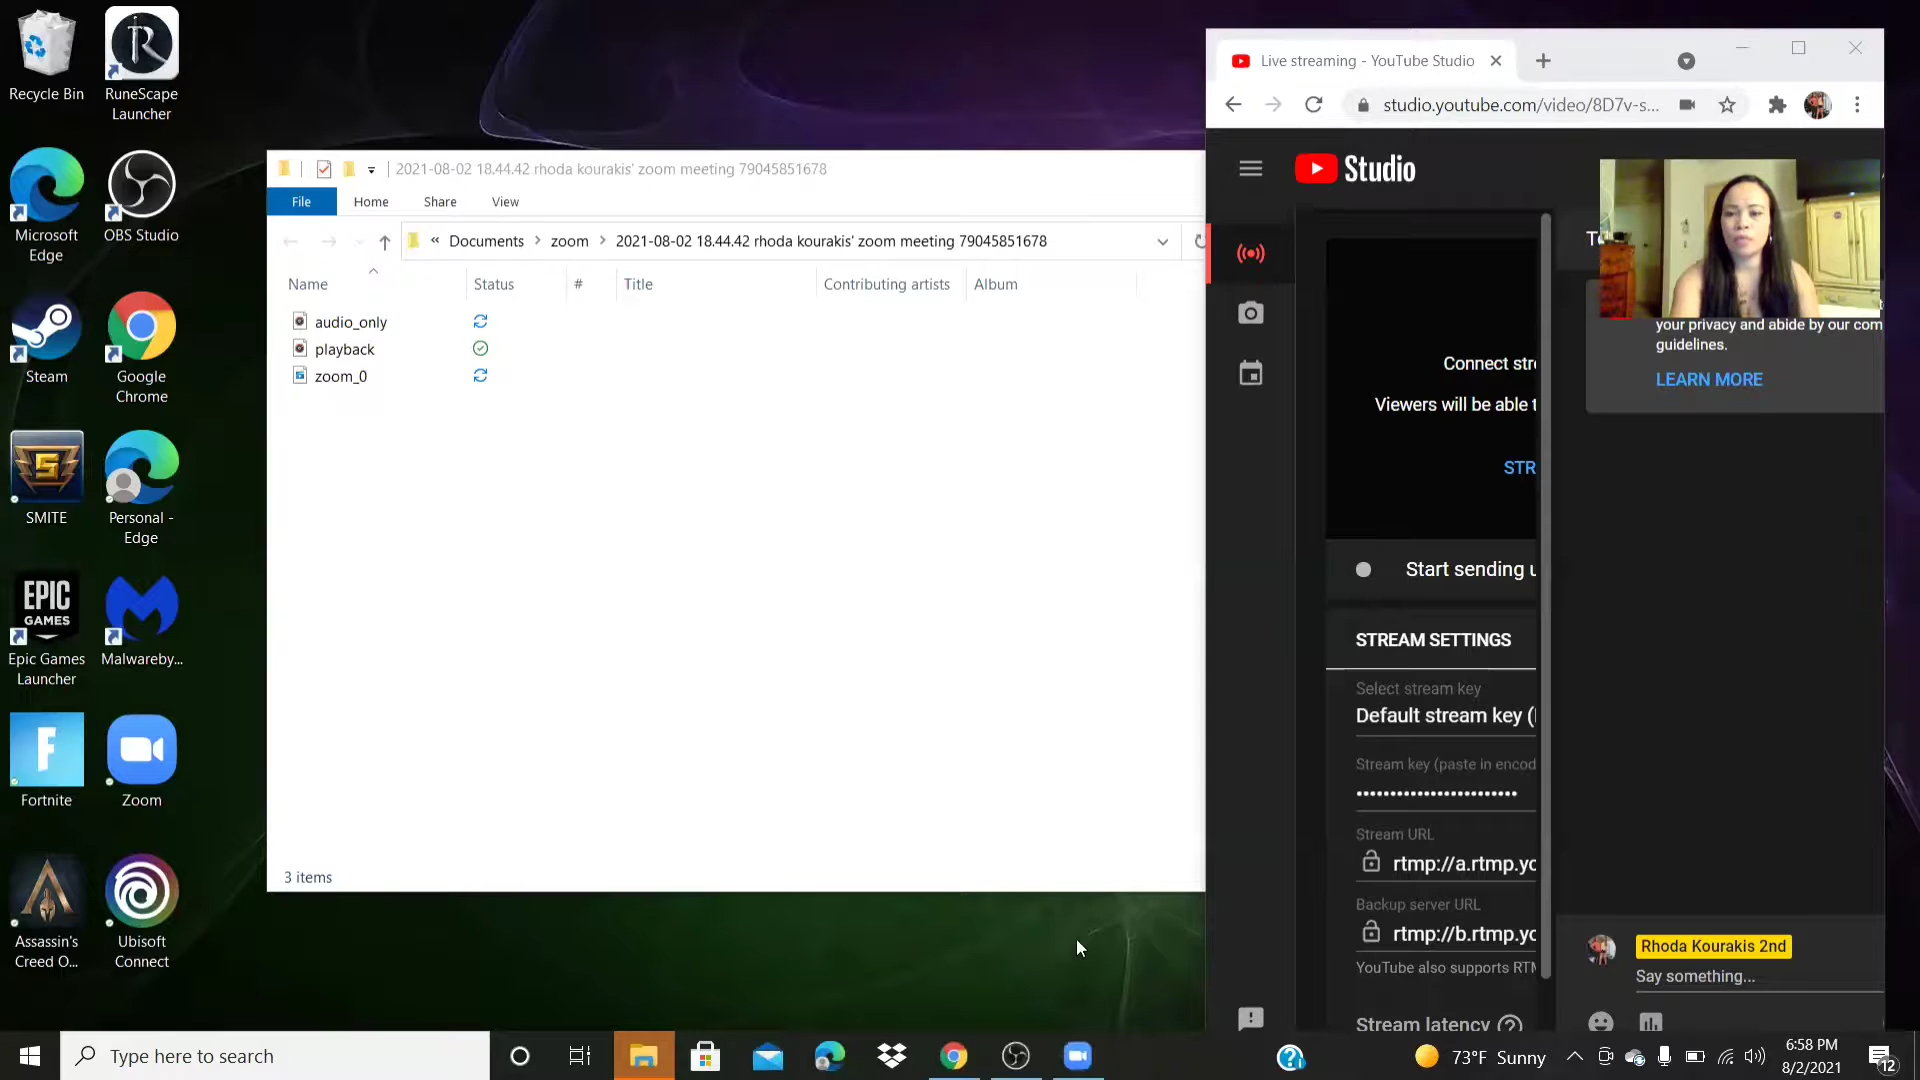 Recycle Bin
RuneScape
Launcher
Microsoft
Edge
OBS Studio
Steam
Google
Chrome
SMITE
Personal -
Edge
EPIC
GAMES
Epic Games
Launcher
Malwareby...
Fortnite
Zoom
Assassin's
Creed O...
Ubisoft
Connect
2021-08-02 18.44.42 rhoda kourakis' zoom meeting 79045851678
File
Home
Share
View
« Documents > zoom > 2021-08-02 18.44.42 rhoda kourakis' zoom meeting 79045851678
Name
Status
#
Title
Contributing artists
Album
audio_only
playback
zoom_0
3 items
Live streaming - YouTube Studio
studio.youtube.com/video/8D7v-s...
Studio
Connect stre
Viewers will be able t
STR
Start sending
STREAM SETTINGS
Select stream key
Default stream key (
Stream key (paste in encod
Stream URL
rtmp://a.rtmp.yo
Backup server URL
rtmp://b.rtmp.yo
YouTube also supports RTM
Stream latency
your privacy and abide by our com
guidelines.
LEARN MORE
Rhoda Kourakis 2nd
Say something...
Type here to search
73°F Sunny
6:58 PM
8/2/2021
12